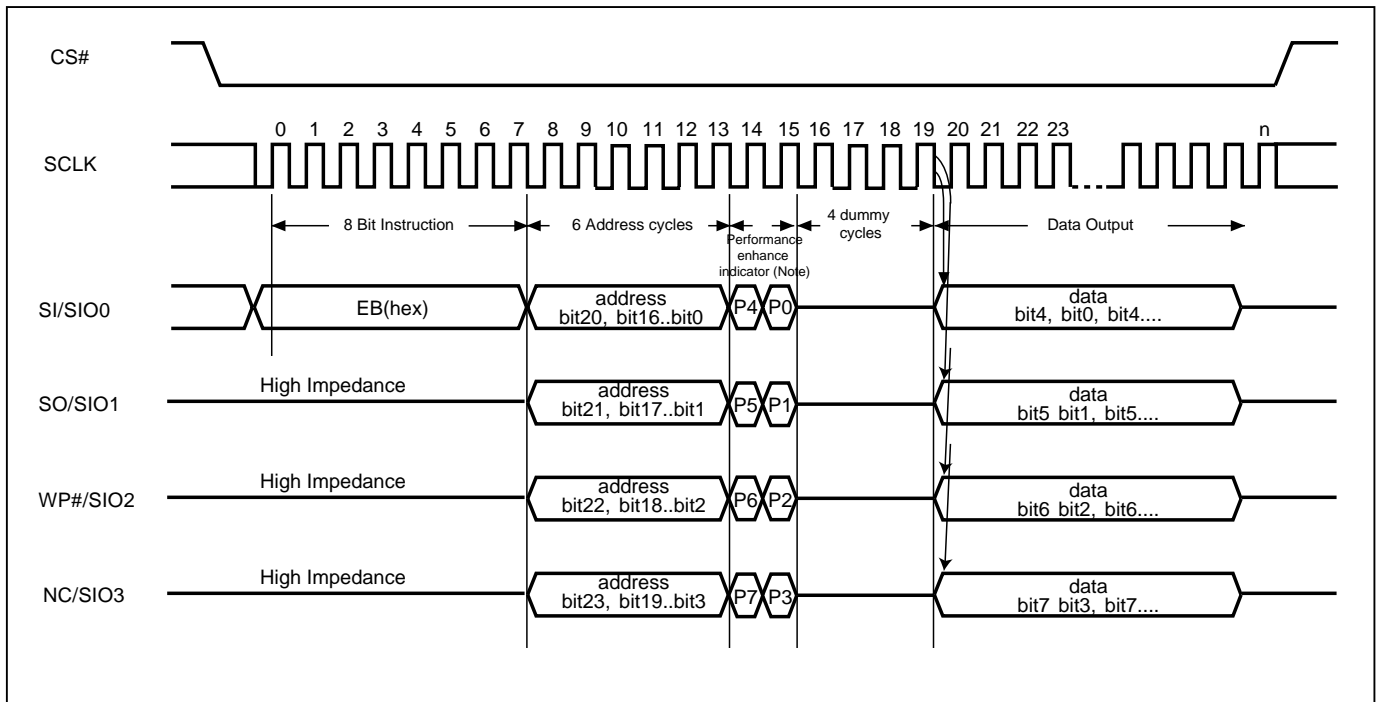 CS#
0 1 2 3 4 5 6 7 8 9 10 11 12 13 14 15 16 17 18 19 20 21 22 23 n
SCLK
8 Bit Instruction
6 Address cycles
Performance
enhance
indicator (Note)
4 dummy
cycles
Data Output
SI/SIO0
EB(hex)
address
bit20, bit16..bit0
P4
P0
data
bit4, bit0, bit4....
SO/SIO1
High Impedance
address
bit21, bit17..bit1
P5
P1
data
bit5 bit1, bit5....
WP#/SIO2
High Impedance
address
bit22, bit18..bit2
P6
P2
data
bit6 bit2, bit6....
NC/SIO3
High Impedance
address
bit23, bit19..bit3
P7
P3
data
bit7 bit3, bit7....